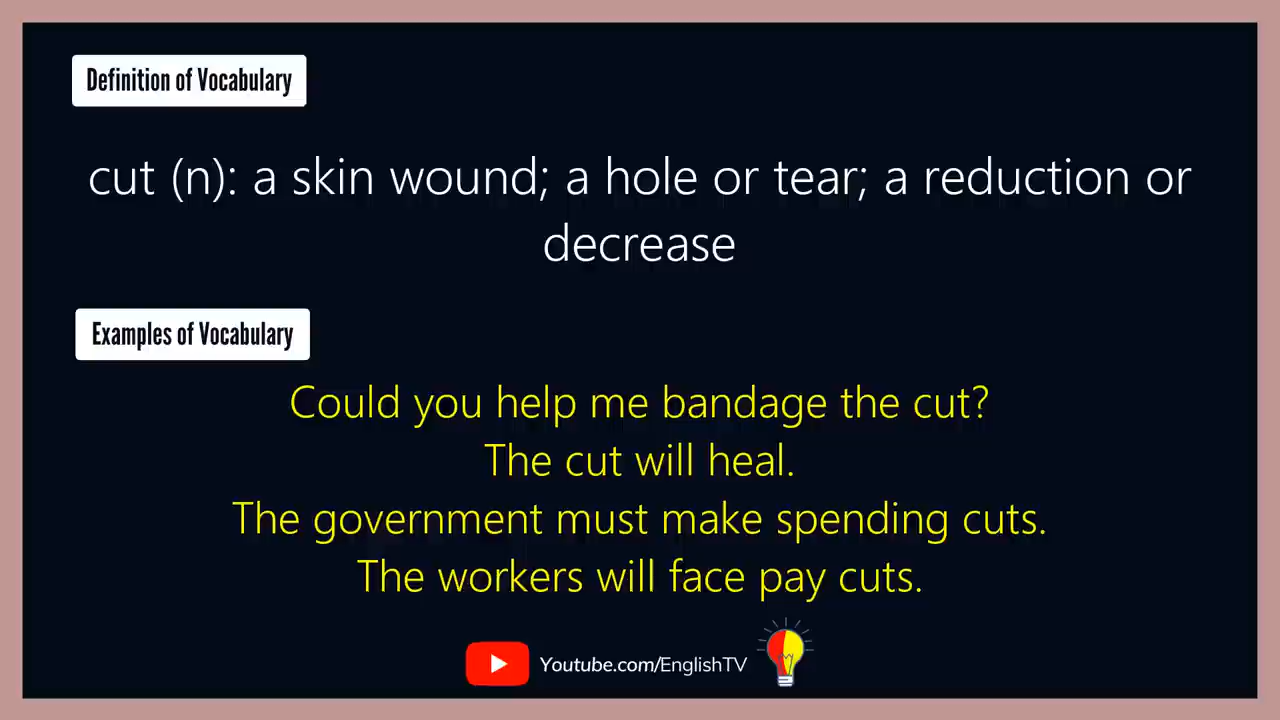 Definition of Vocabulary
cut (n): a skin wound; a hole or tear; a reduction or
decrease
Examples of Vocabulary
Could you help me bandage the cut?
The cut will heal.
The government must make spending cuts.
The workers will face pay cuts.
Youtube.com/EnglishTV